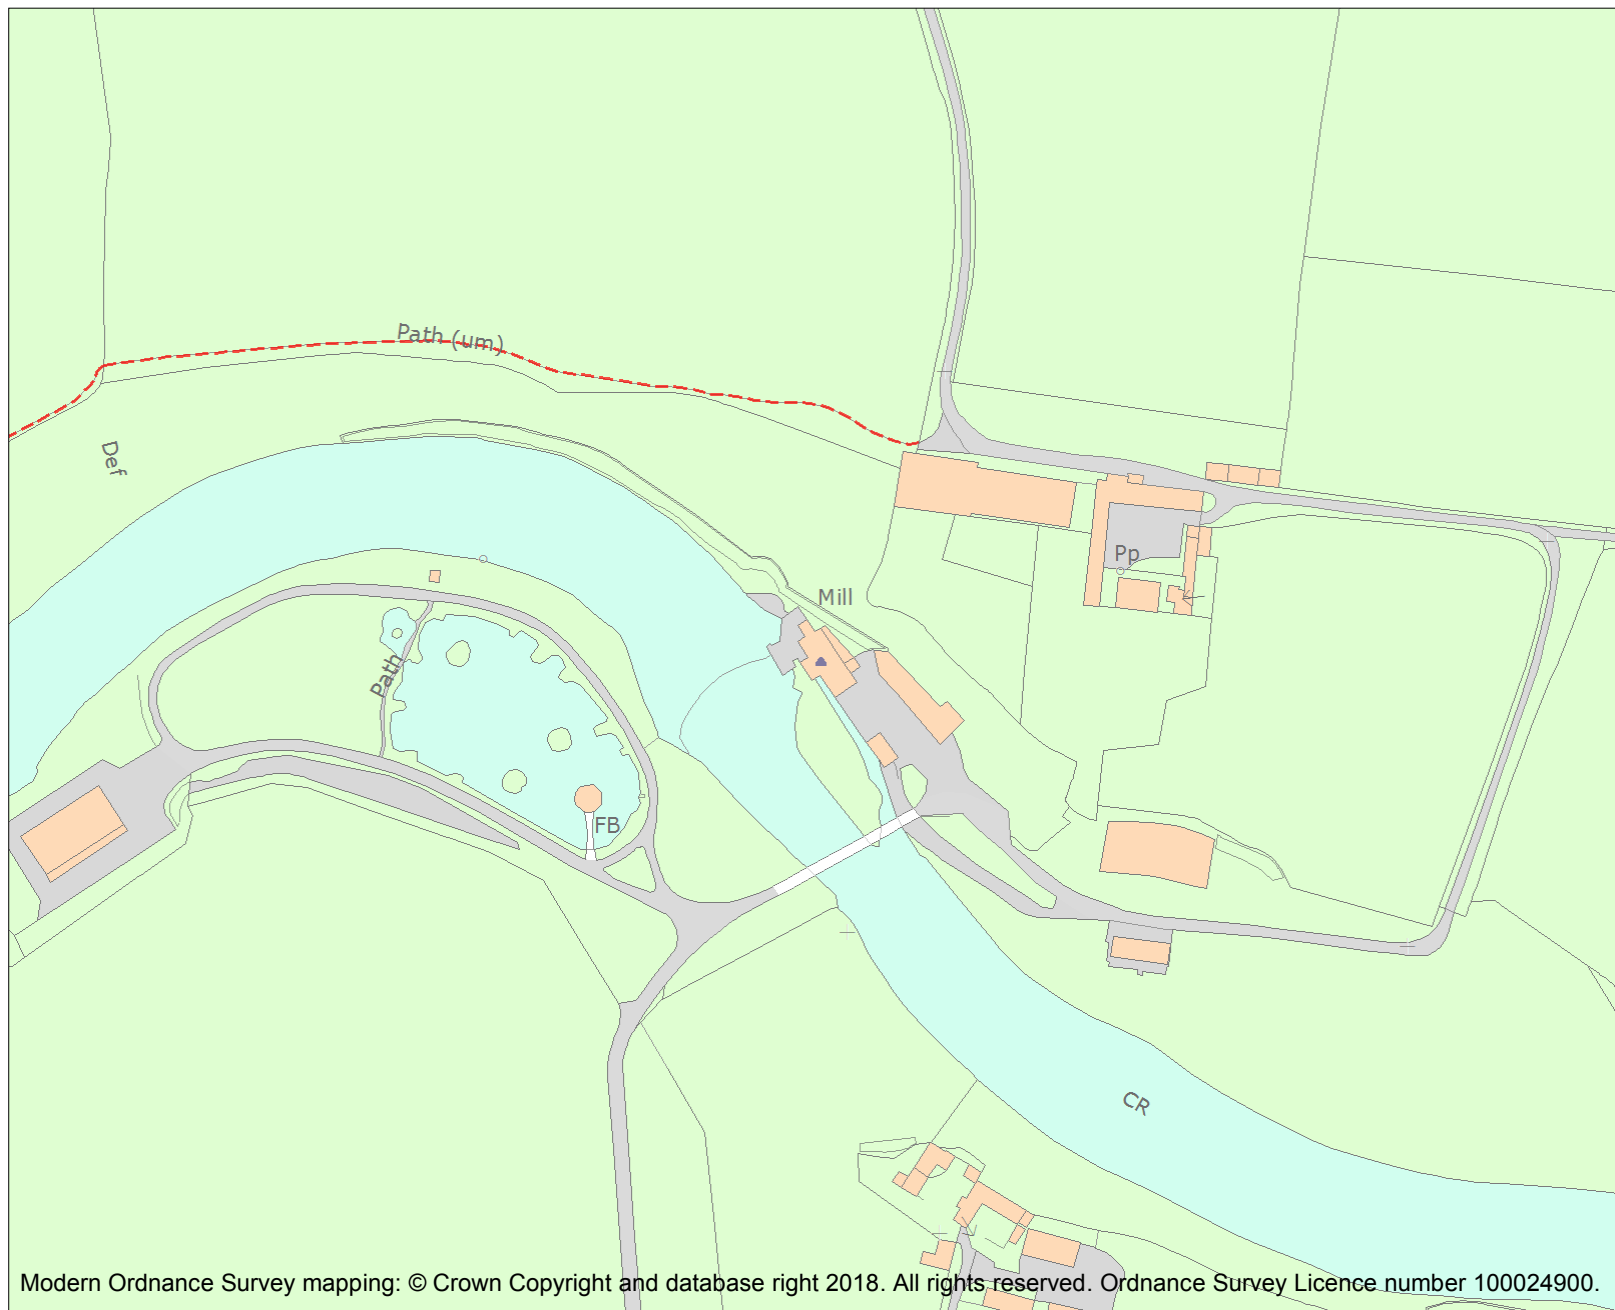 Path (um)
Def
Pp
Mill
Path
FB
CR
Modern Ordnance Survey mapping: © Crown Copyright and database right 2018. All rights reserved. Ordnance Survey Licence number 100024900.